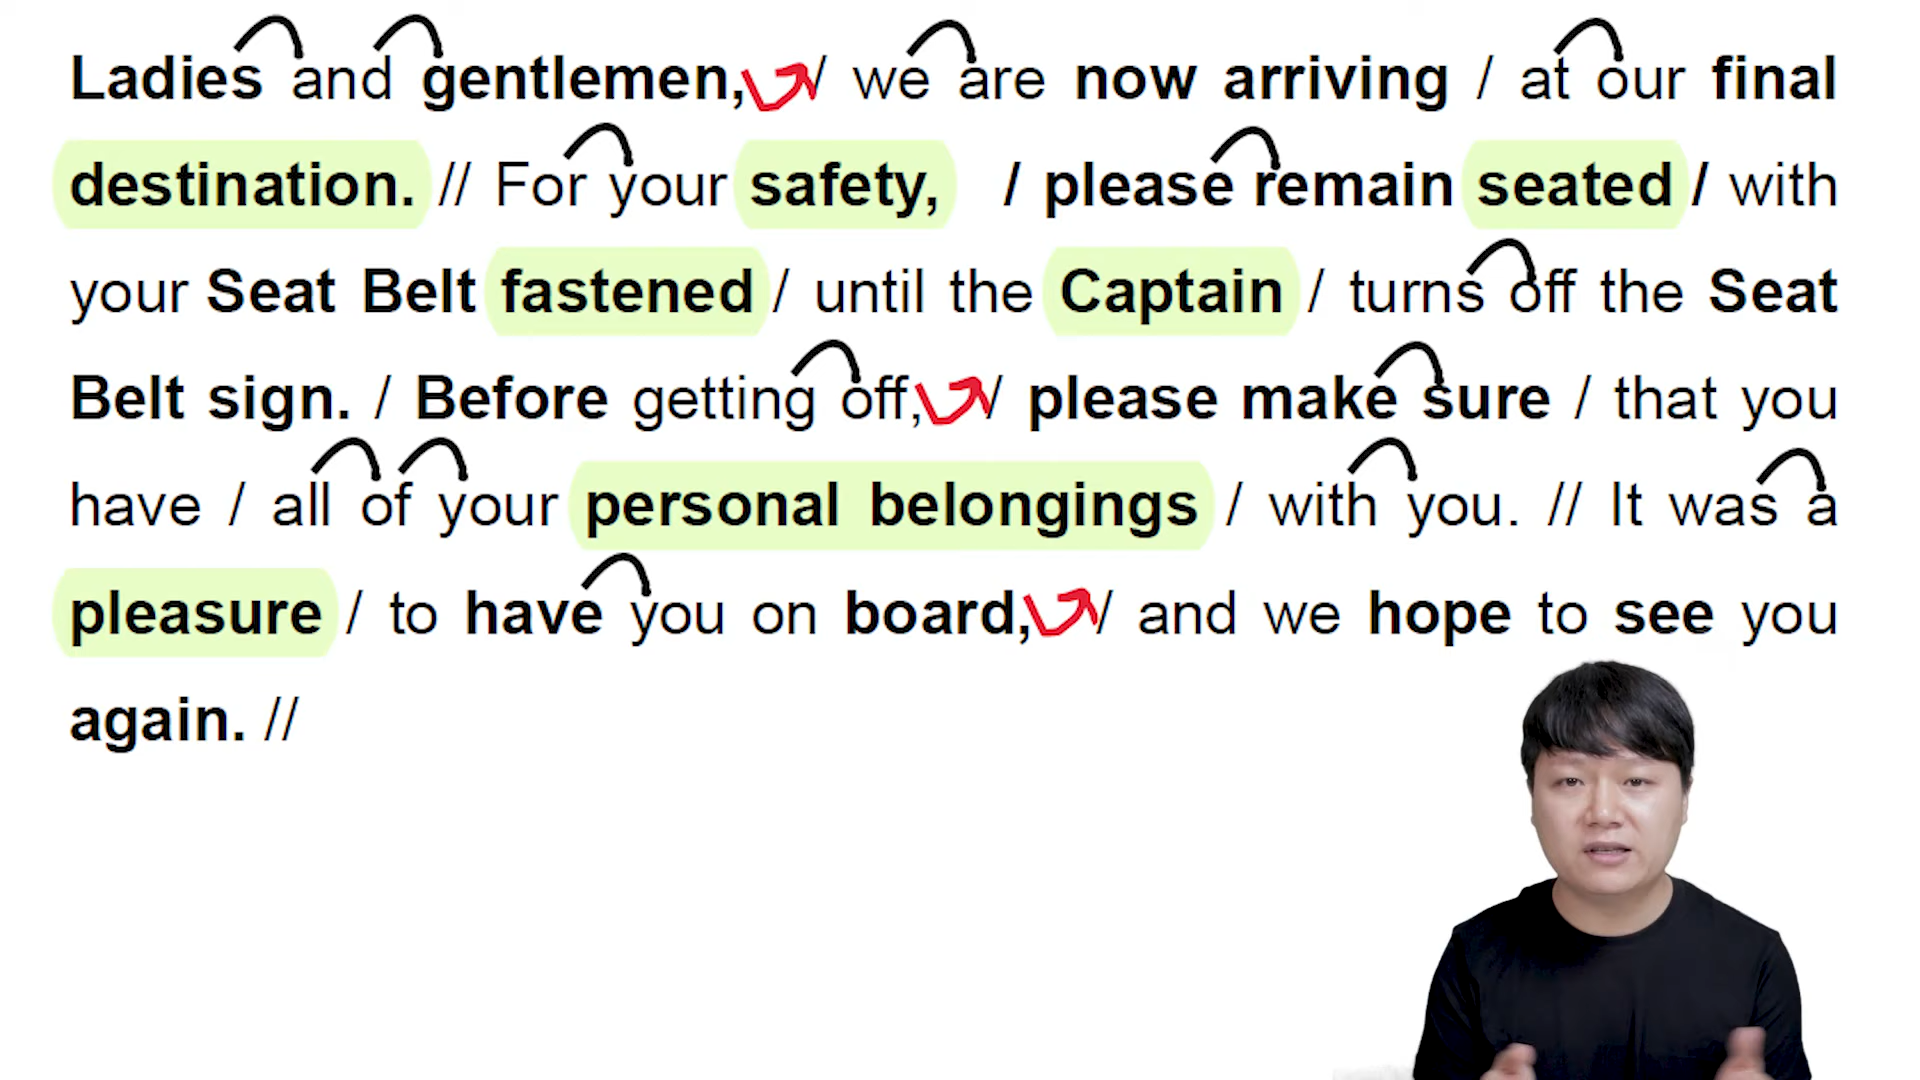 Ladies and gentlemen, / we are now arriving / at our final
destination. // For your safety, / please remain seated / with
your Seat Belt fastened / until the Captain / turns off the Seat
Belt sign. / Before getting off, / please make sure / that you
have / all of your personal belongings / with you. // It was a
pleasure / to have you on board, / and we hope to see you
again. //